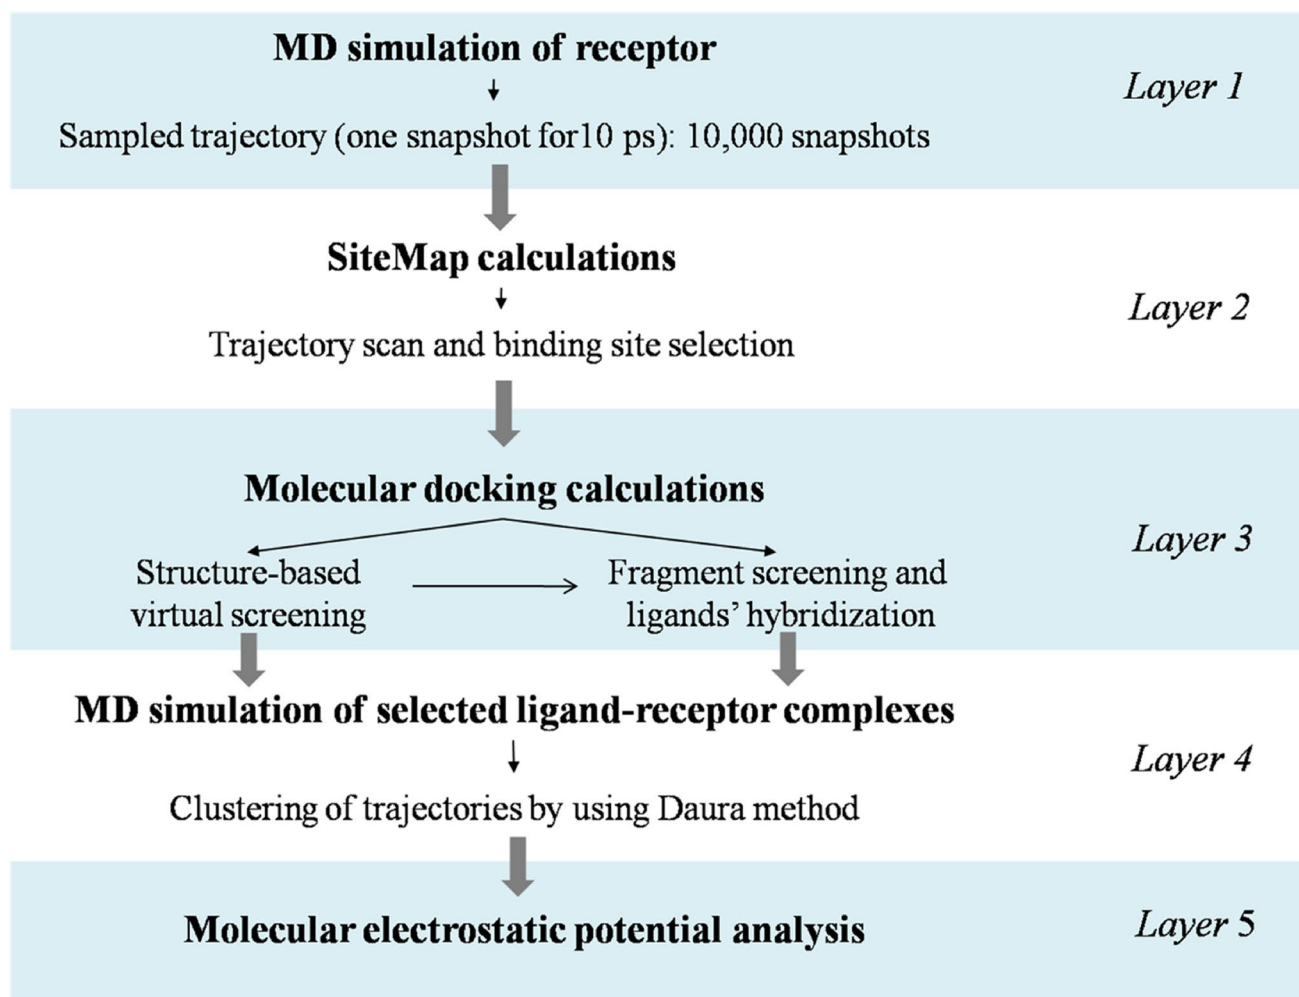 MD simulation of receptor
Layer 1
Sampled trajectory (one snapshot for10 ps): 10,000 snapshots
SiteMap calculations
Layer 2
Trajectory scan and binding site selection
Molecular docking calculations
Layer 3
Structure-based
virtual screening
Fragment screening and
ligands’ hybridization
MD simulation of selected ligand-receptor complexes
Layer 4
Clustering of trajectories by using Daura method
Molecular electrostatic potential analysis
Layer 5